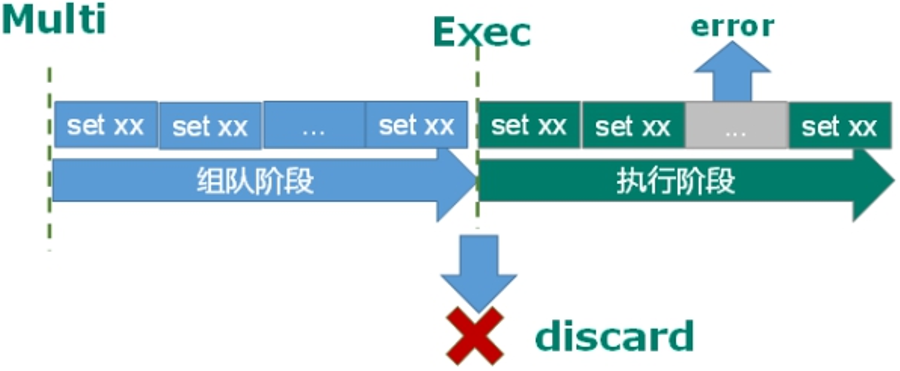 Multi
Exec
error
set xx
set xx
...
set xx
set xx
set xx
...
set xx
组队阶段
执行阶段
discard